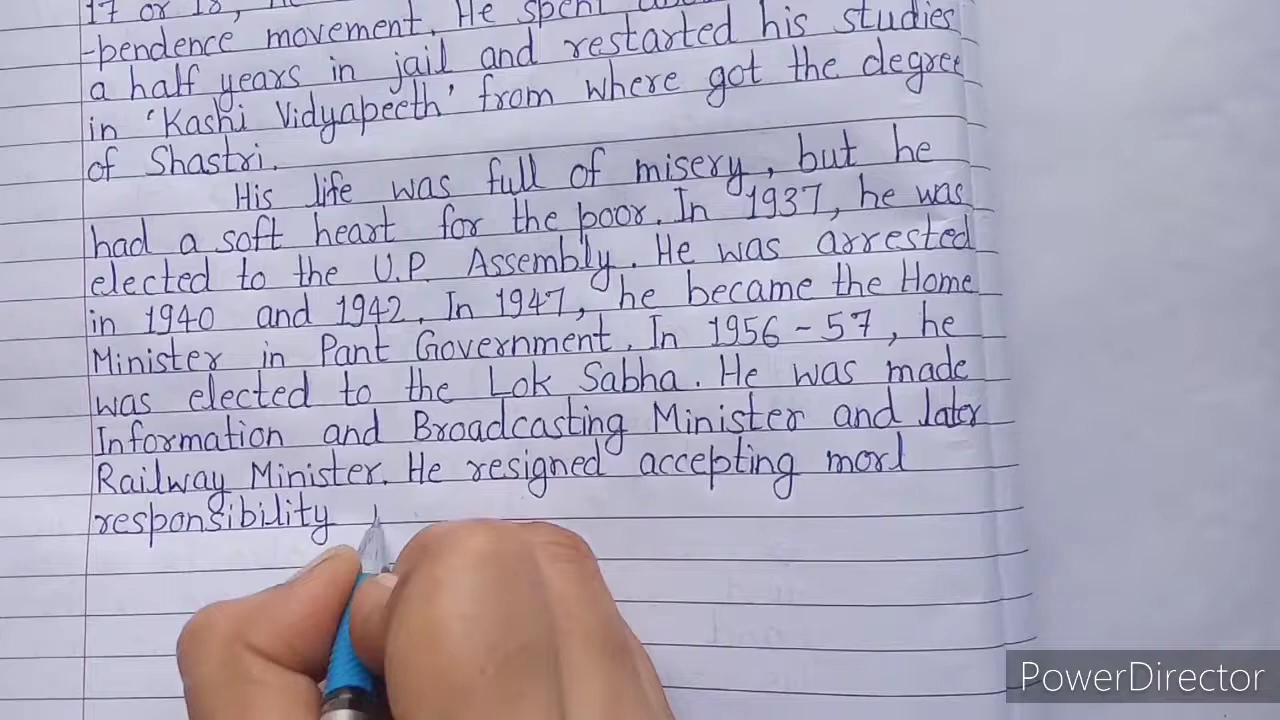 17 or 18, he
-pendence movement. He spent
a half years in jail and restarted his studies
in 'Kashi Vidyapeeth' from where got the degree
of Shastri.
His life was full of misery, but he
had a soft heart for the poor. In 1937, he was
elected to the U.P. Assembly. He was arrested
in 1940 and 1942. In 1947, he became the Home
Minister in Pant Government. In 1956-57, he
was elected to the Lok Sabha. He was made
Information and Broadcasting Minister and later
Railway Minister. He resigned accepting morl
responsibility
PowerDirector